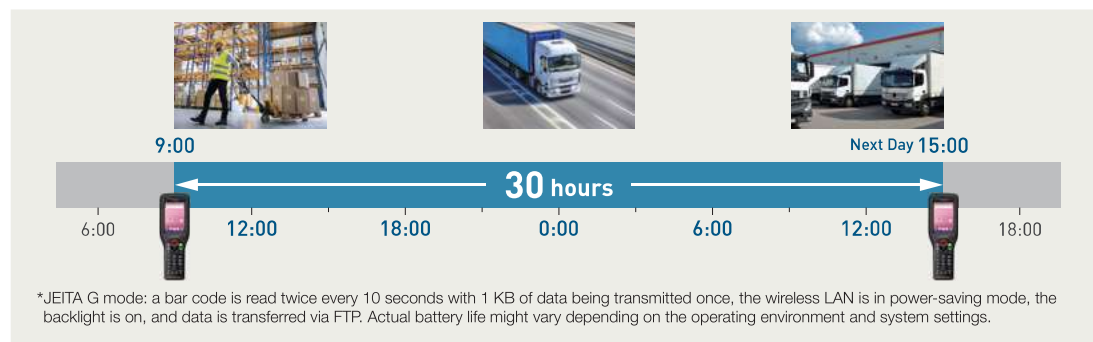 9:00
Next Day 15:00
30 hours
6:00
12:00
18:00
0:00
6:00
12:00
18:00
*JEITA G mode: a bar code is read twice every 10 seconds with 1 KB of data being transmitted once, the wireless LAN is in power-saving mode, the
backlight is on, and data is transferred via FTP. Actual battery life might vary depending on the operating environment and system settings.